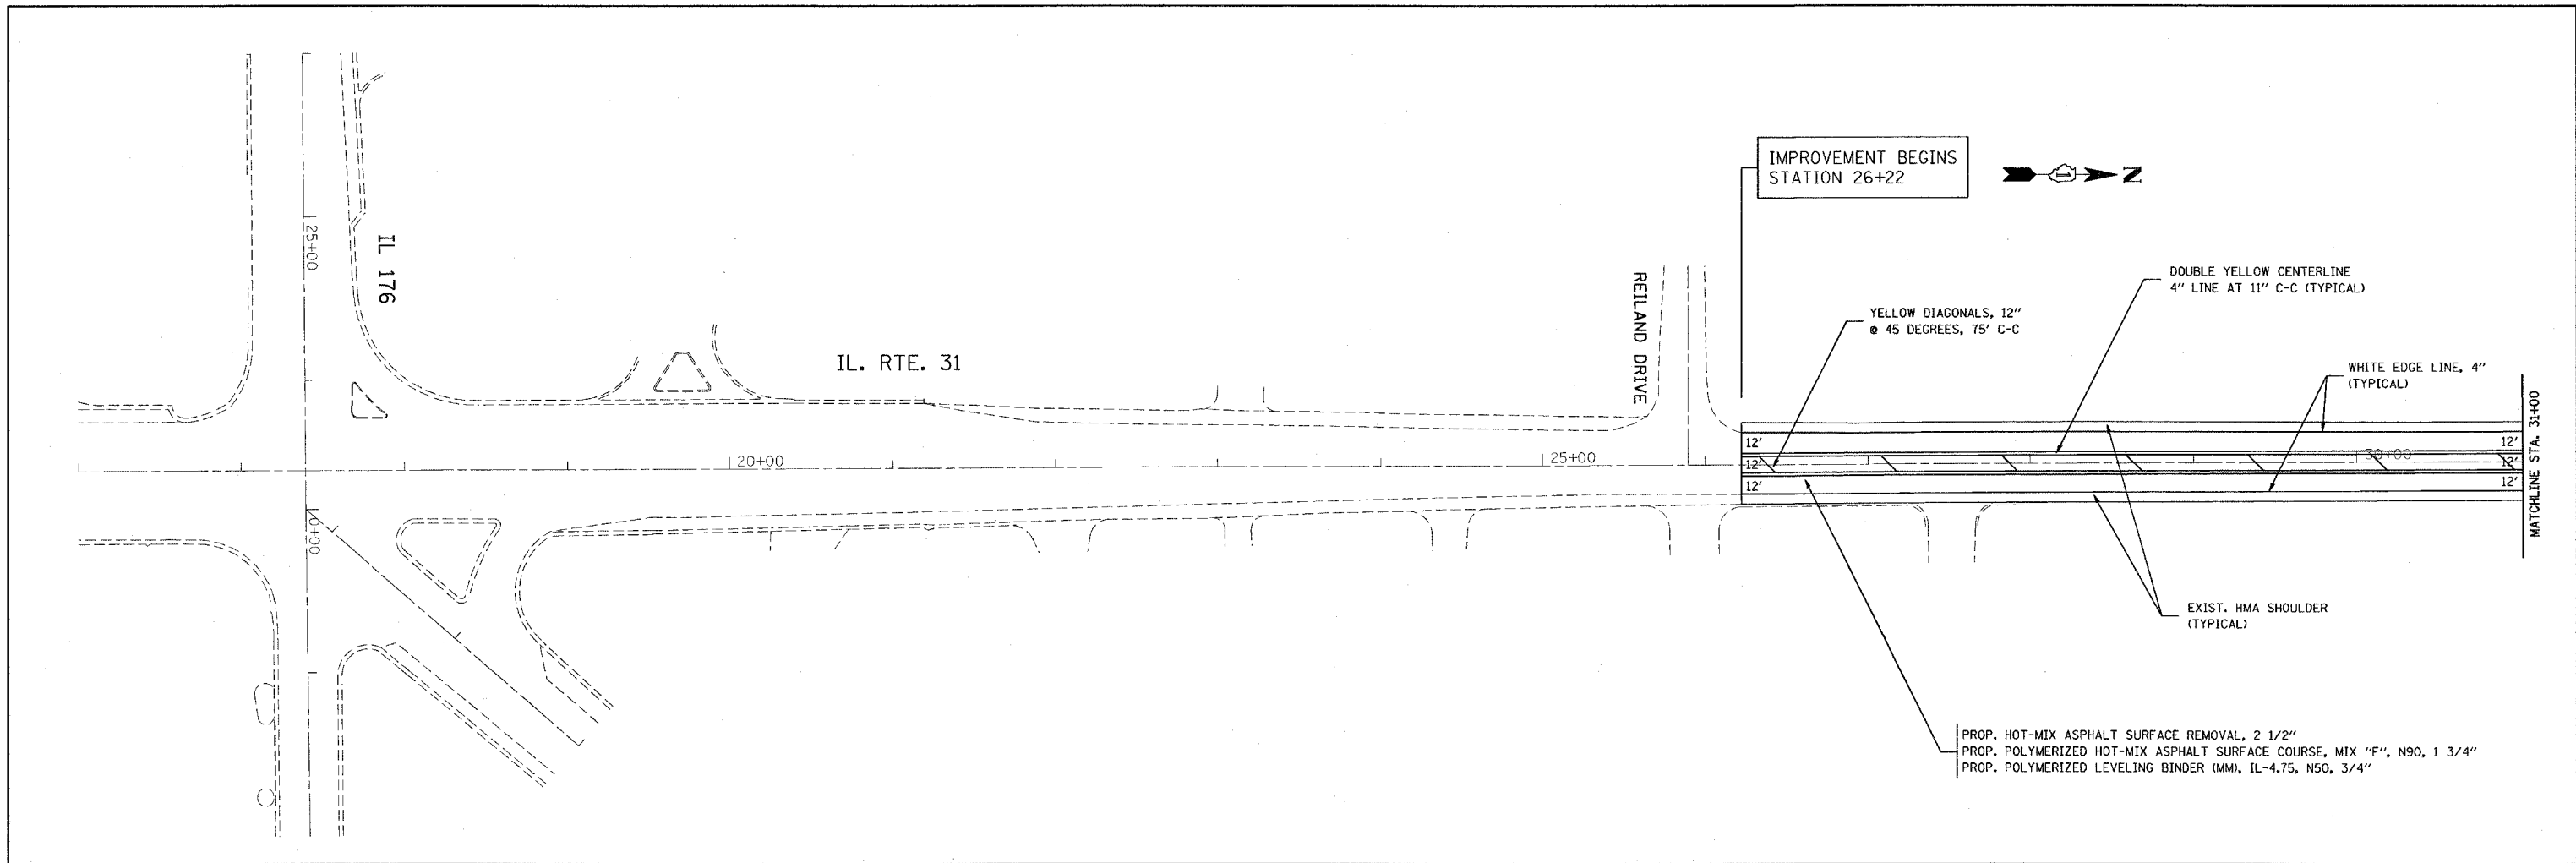 IMPROVEMENT BEGINS
STATION 26+22
N
25+00
IL 176
DOUBLE YELLOW CENTERLINE
4" LINE AT 11" C-C (TYPICAL)
REILAND DRIVE
YELLOW DIAGONALS, 12"
@ 45 DEGREES, 75' C-C
IL. RTE. 31
WHITE EDGE LINE, 4"
(TYPICAL)
MATCHLINE STA. 31+00
12'
12'
20+00
25+00
12'
30+00
12'
12'
12'
0+00
EXIST. HMA SHOULDER
(TYPICAL)
PROP. HOT-MIX ASPHALT SURFACE REMOVAL, 2 1/2"
PROP. POLYMERIZED HOT-MIX ASPHALT SURFACE COURSE, MIX "F", N90, 1 3/4"
PROP. POLYMERIZED LEVELING BINDER (MM), IL-4.75, N50, 3/4"